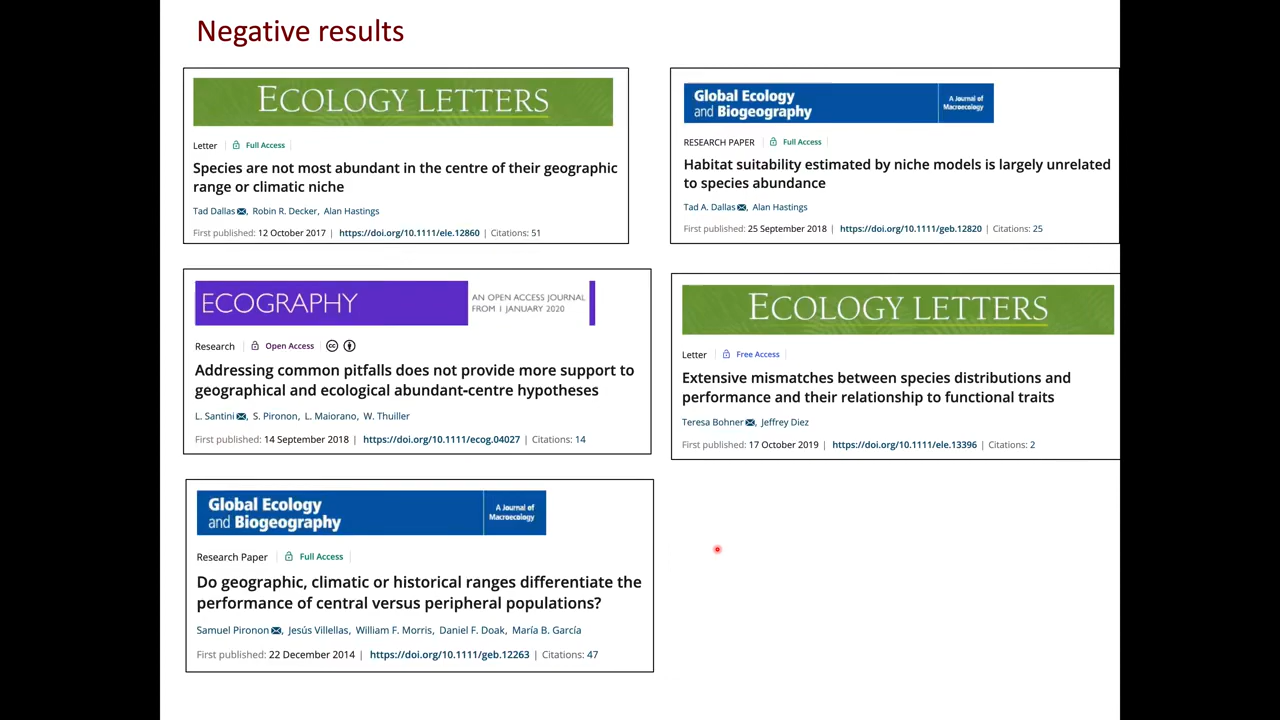 Negative results
ECOLOGY LETTERS
Letter | Full Access |
Species are not most abundant in the centre of their geographic
range or climatic niche
Tad Dallas, Robin R. Decker, Alan Hastings
First published: 12 October 2017 | https://doi.org/10.1111/ele.12860 | Citations: 51
Global Ecology
and Biogeography
A Journal of
Macroecology
RESEARCH PAPER | Full Access |
Habitat suitability estimated by niche models is largely unrelated
to species abundance
Tad A. Dallas, Alan Hastings
First published: 25 September 2018 | https://doi.org/10.1111/geb.12820 | Citations: 25
ECOGRAPHY
AN OPEN ACCESS JOURNAL
FROM 1 JANUARY 2020
Research | Open Access | cc
Addressing common pitfalls does not provide more support to
geographical and ecological abundant-centre hypotheses
L. Santini, S. Pironon, L. Maiorano, W. Thuiller
First published: 14 September 2018 | https://doi.org/10.1111/ecog.04027 | Citations: 14
ECOLOGY LETTERS
Letter | Free Access |
Extensive mismatches between species distributions and
performance and their relationship to functional traits
Teresa Bohner, Jeffrey Diez
First published: 17 October 2019 | https://doi.org/10.1111/ele.13396 | Citations: 2
Global Ecology
and Biogeography
A Journal of
Macroecology
Research Paper | Full Access |
Do geographic, climatic or historical ranges differentiate the
performance of central versus peripheral populations?
Samuel Pironon, Jesús Villellas, William F. Morris, Daniel F. Doak, María B. García
First published: 22 December 2014 | https://doi.org/10.1111/geb.12263 | Citations: 47